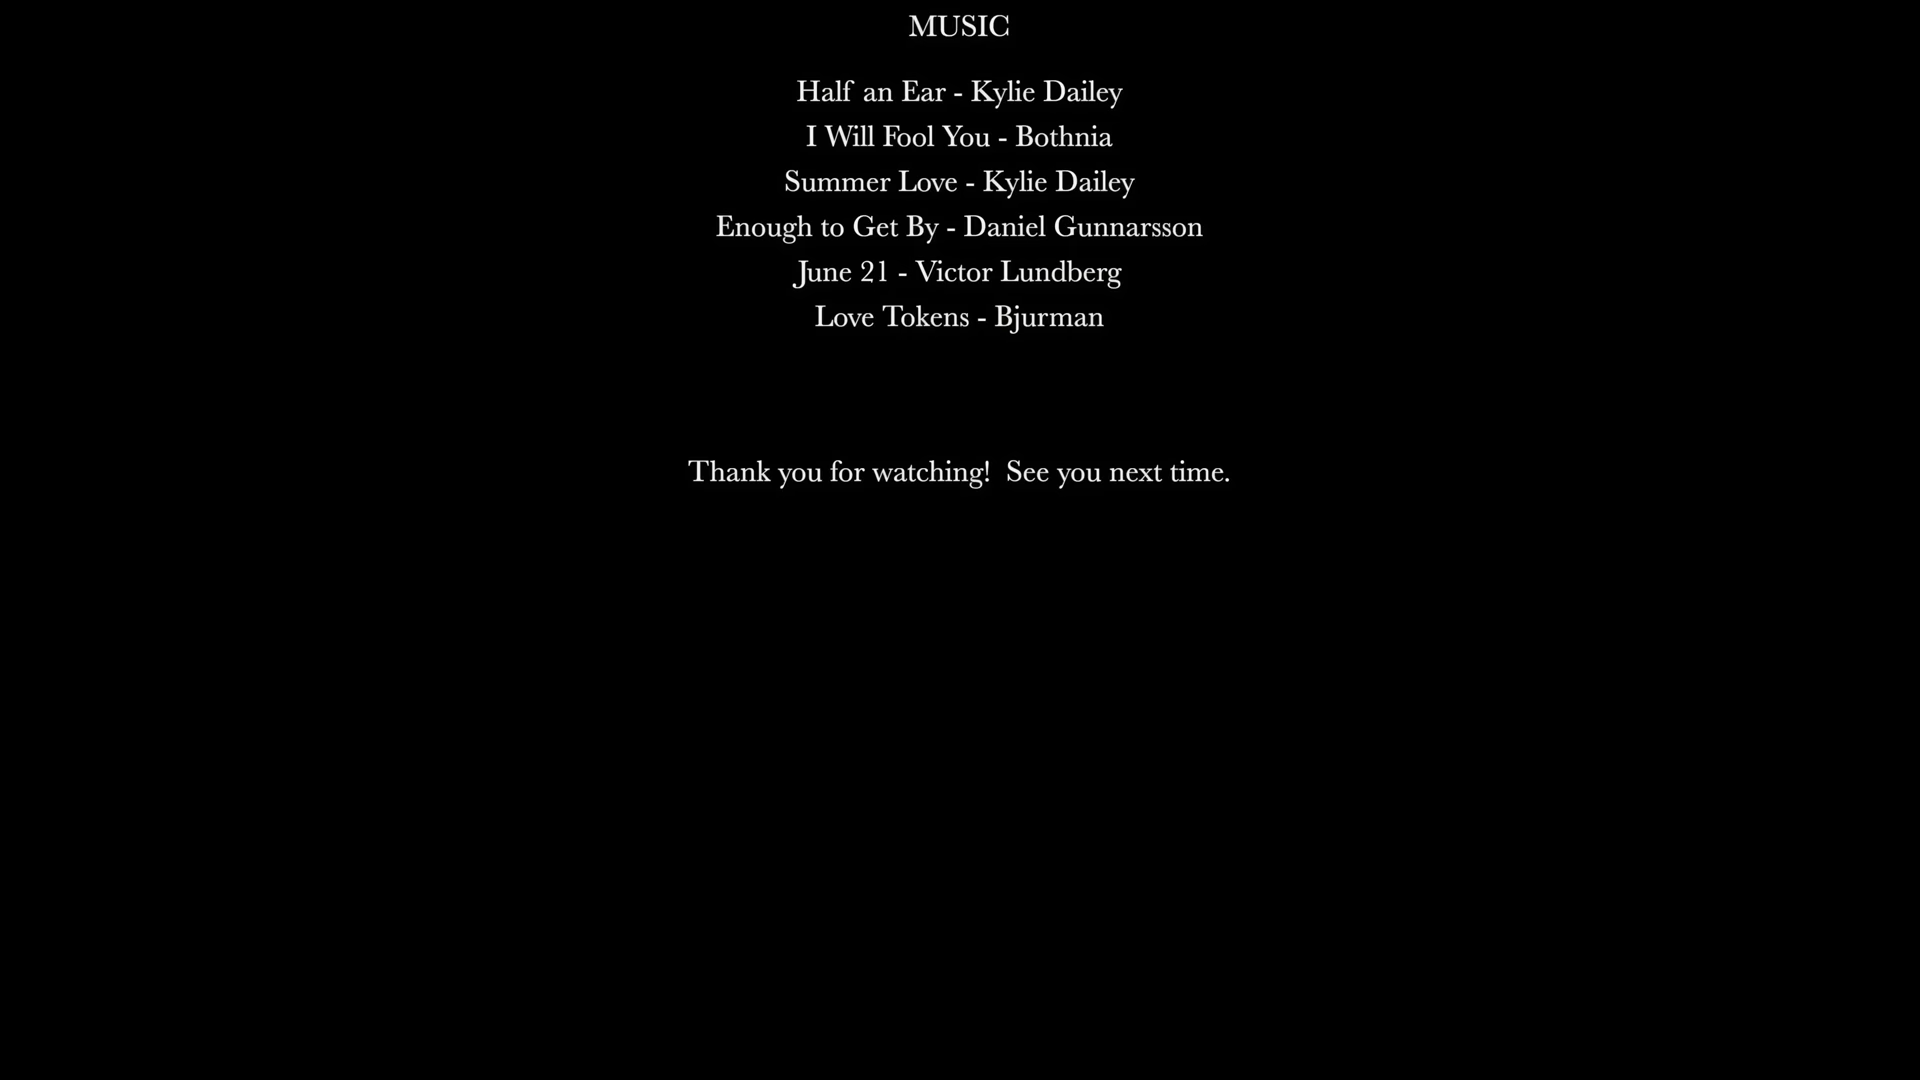 MUSIC
Half an Ear - Kylie Dailey
I Will Fool You - Bothnia
Summer Love - Kylie Dailey
Enough to Get By - Daniel Gunnarsson
June 21 - Victor Lundberg
Love Tokens - Bjurman
Thank you for watching!  See you next time.